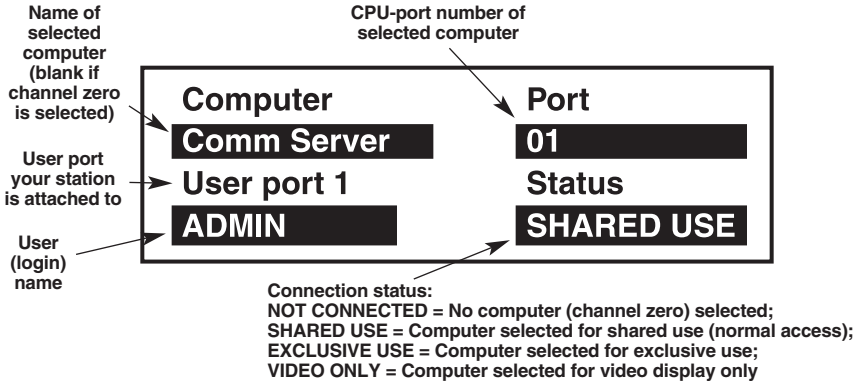 Name of
selected
computer
(blank if
channel zero
is selected)
CPU-port number of
selected computer
Computer
Port
Comm Server
01
User port
your station
is attached to
User port 1
Status
ADMIN
SHARED USE
User
(login)
name
Connection status:
NOT CONNECTED = No computer (channel zero) selected;
SHARED USE = Computer selected for shared use (normal access);
EXCLUSIVE USE = Computer selected for exclusive use;
VIDEO ONLY = Computer selected for video display only